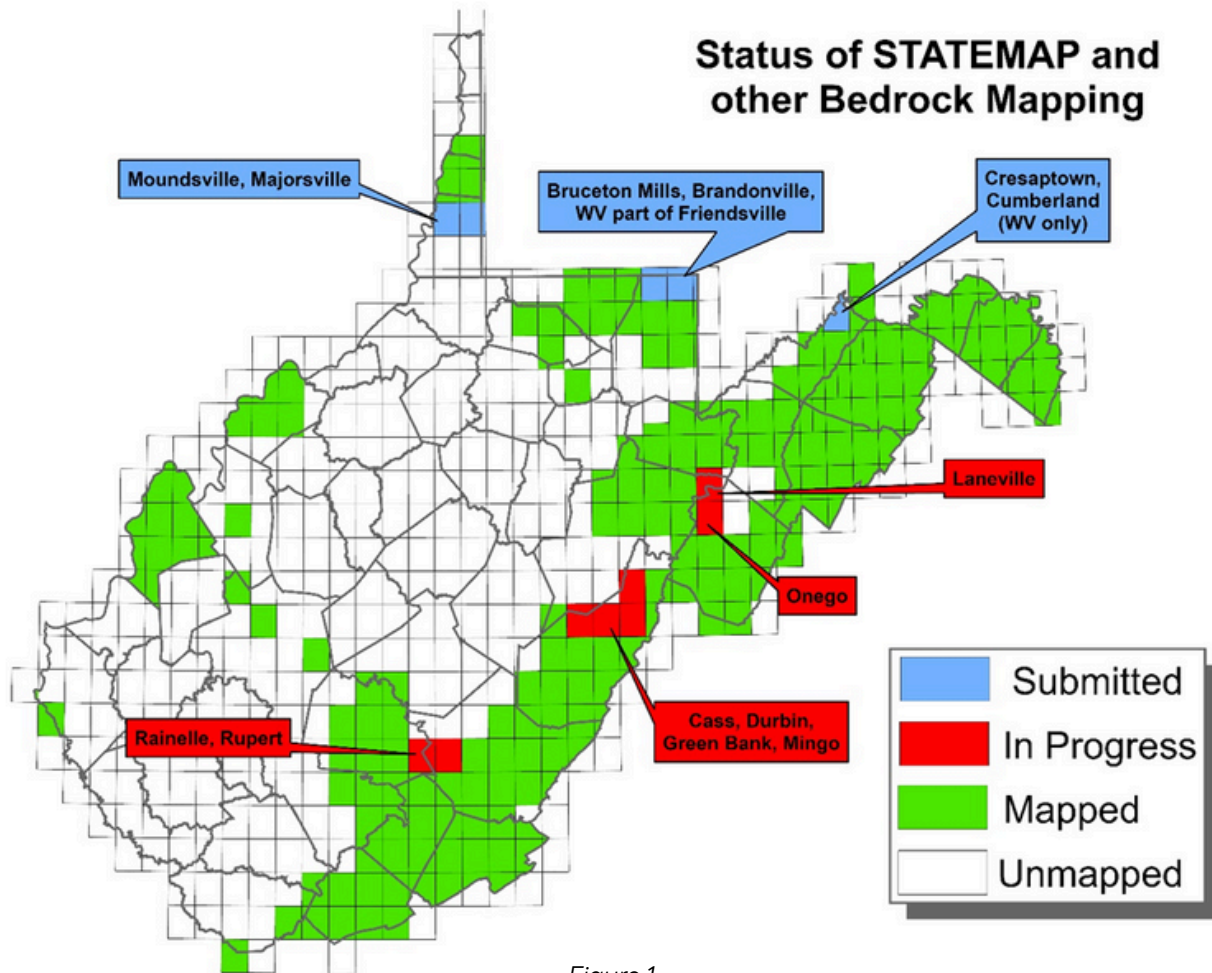 Status of STATEMAP and
other Bedrock Mapping
Moundsville, Majorsville
Bruceton Mills, Brandonville,
WV part of Friendsville
Cresaptown,
Cumberland
(WV only)
Laneville
Onego
Cass, Durbin,
Green Bank, Mingo
Rainelle, Rupert
Submitted
In Progress
Mapped
Unmapped
Figure 1